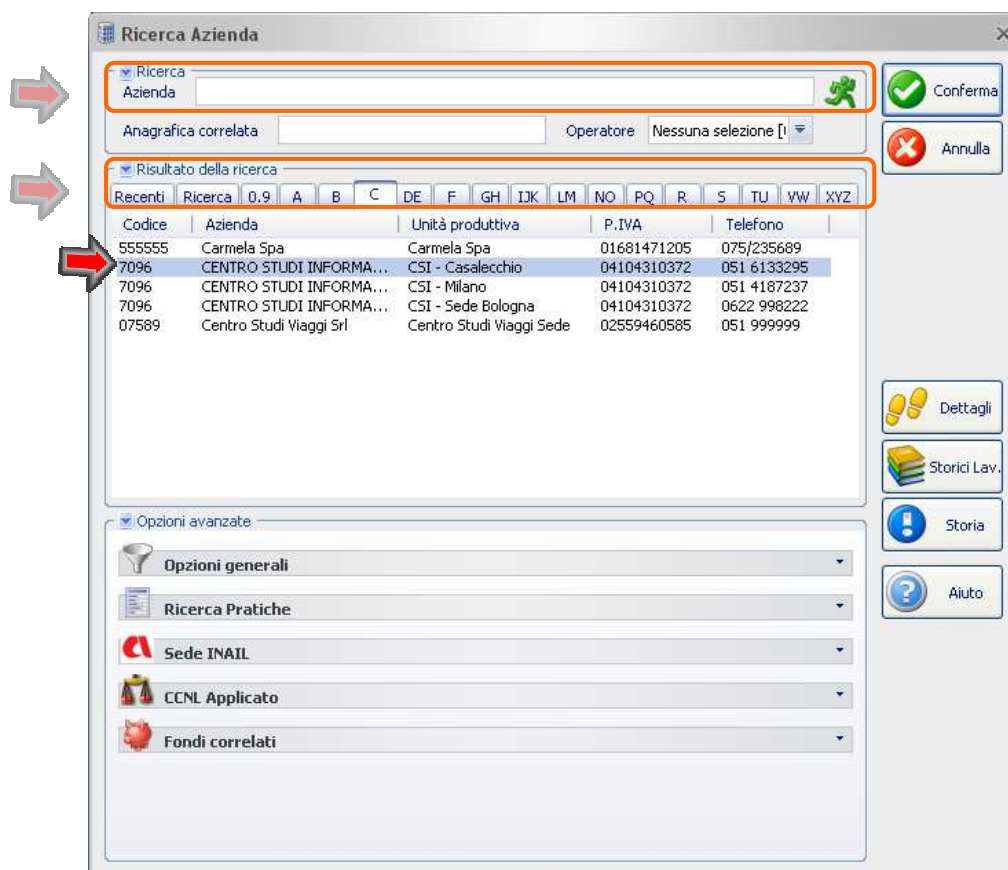 Ricerca Azienda
Ricerca
Azienda
Conferma
Anagrafica correlata Operatore Nessuna selezione [
Annulla
Risultato della ricerca
Recenti Ricerca 0.9 A B C DE F GH IJK LM NO PQ R S TU VW XYZ
Codice Azienda Unità produttiva P.IVA Telefono
555555 Carmela Spa Carmela Spa 01681471205 075/235689
7096 CENTRO STUDI INFORMA... CSI - Casalecchio 04104310372 051 6133295
7096 CENTRO STUDI INFORMA... CSI - Milano 04104310372 051 4187237
7096 CENTRO STUDI INFORMA... CSI - Sede Bologna 04104310372 0622 998222
07589 Centro Studi Viaggi Srl Centro Studi Viaggi Sede 02559460585 051 999999
Dettagli
Storici Lav.
Storia
Aiuto
Opzioni avanzate
Opzioni generali
Ricerca Pratiche
Sede INAIL
CCNL Applicato
Fondi correlati